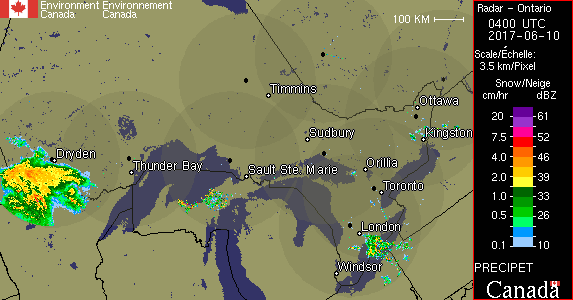 Environment Environnement
Canada Canada
100 KM
Timmins
Ottawa
Sudbury
Kingston
Dryden
Thunder Bay
Sault Ste. Marie
Orillia
Toronto
London
Windsor
Radar - Ontario
0400 UTC
2017-06-10
Scale/Échelle:
3.5 km/Pixel
Snow/Neige
cm/hr dBZ
20 61
7.5 52
4.0 46
2.0 39
1.0 33
0.5 26
0.1 10
PRECIPET
Canada